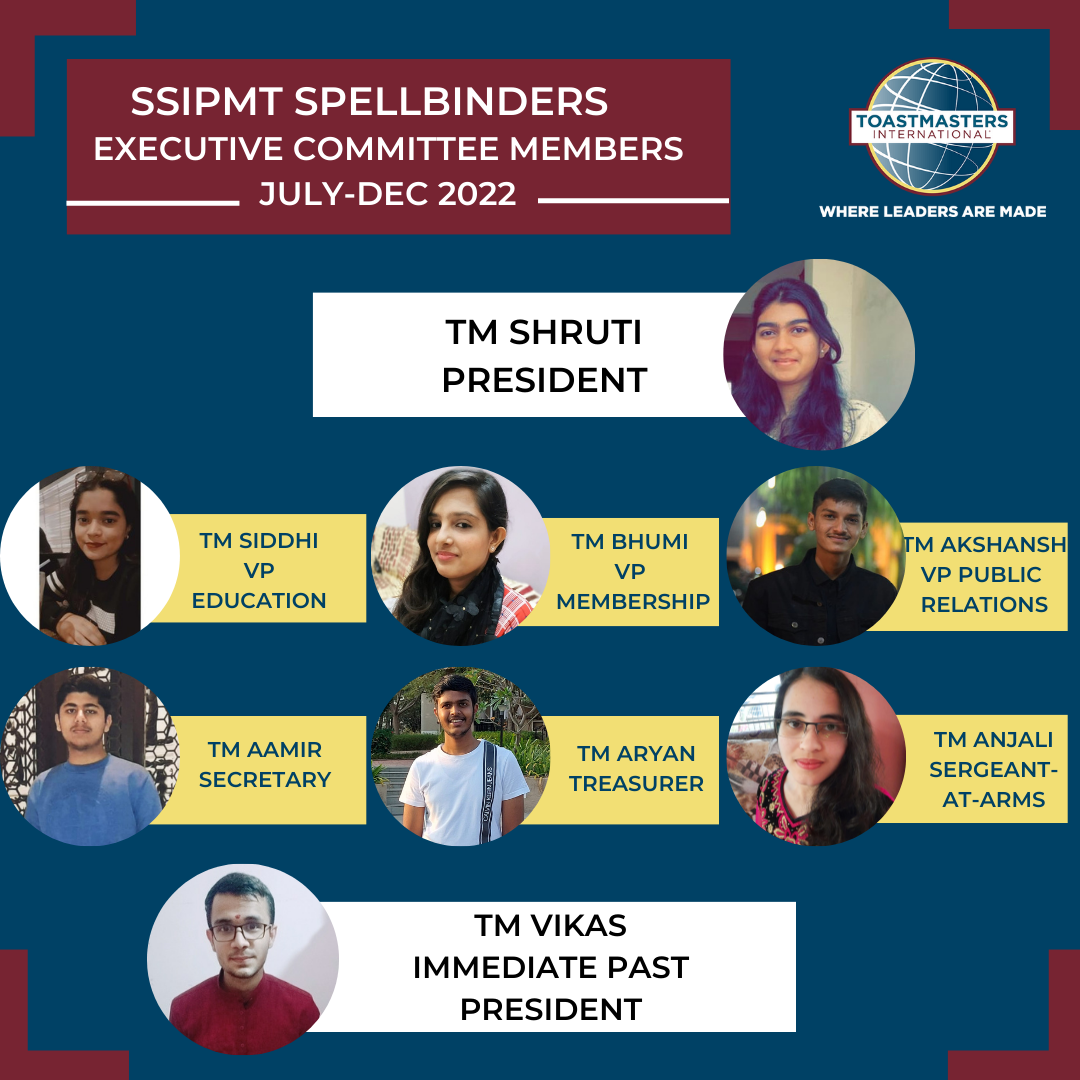 SSIPMT SPELLBINDERS
EXECUTIVE COMMITTEE MEMBERS
JULY-DEC 2022
TOASTMASTERS
INTERNATIONAL
WHERE LEADERS ARE MADE
TM SHRUTI
PRESIDENT
TM SIDDHI
VP
EDUCATION
TM BHUMI
VP
MEMBERSHIP
TM AKSHANSH
VP PUBLIC
RELATIONS
TM AAMIR
SECRETARY
TM ARYAN
TREASURER
TM ANJALI
SERGEANT-
AT-ARMS
TM VIKAS
IMMEDIATE PAST
PRESIDENT